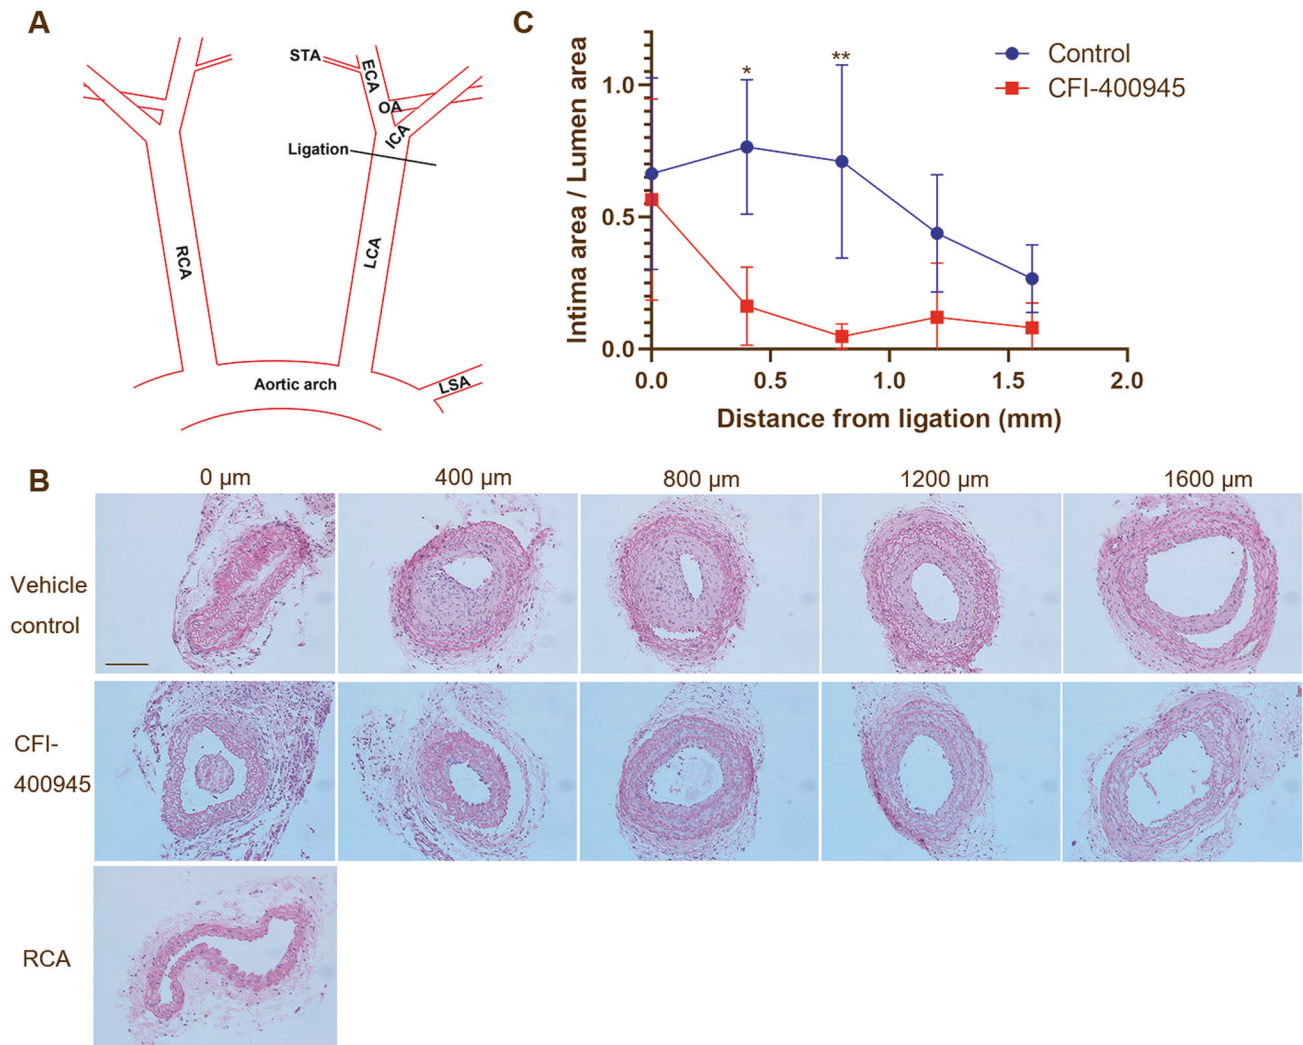 A
STA
ECA
OA
ICA
Ligation
RCA
LCA
Aortic arch
LSA
C
Intima area / Lumen area
1.0
0.5
0.0
*
**
Control
CFI-400945
0.0 0.5 1.0 1.5 2.0
Distance from ligation (mm)
B
0 μm 400 μm 800 μm 1200 μm 1600 μm
Vehicle
control
CFI-
400945
RCA